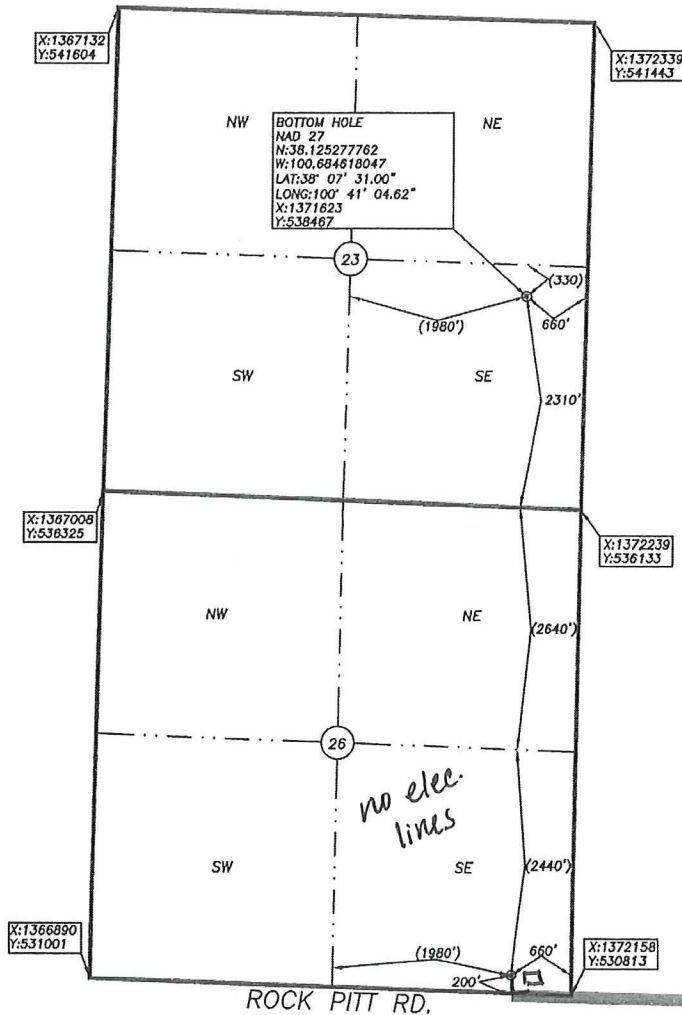 X:1367132
Y:541604
X:1372339
Y:541443
NW
NE
BOTTOM HOLE
NAD 27
N:38.125277762
W:100.684618047
LAT:38° 07' 31.00"
LONG:100° 41' 04.62"
X:1371623
Y:538467
23
(330)
(1980')
660'
SW
SE
2310'
X:1367008
Y:536325
X:1372239
Y:536133
NW
NE
(2640')
26
no elec.
lines
SW
SE
(2440')
X:1366890
Y:531001
(1980')
660'
X:1372158
Y:530813
200'
ROCK PITT RD.